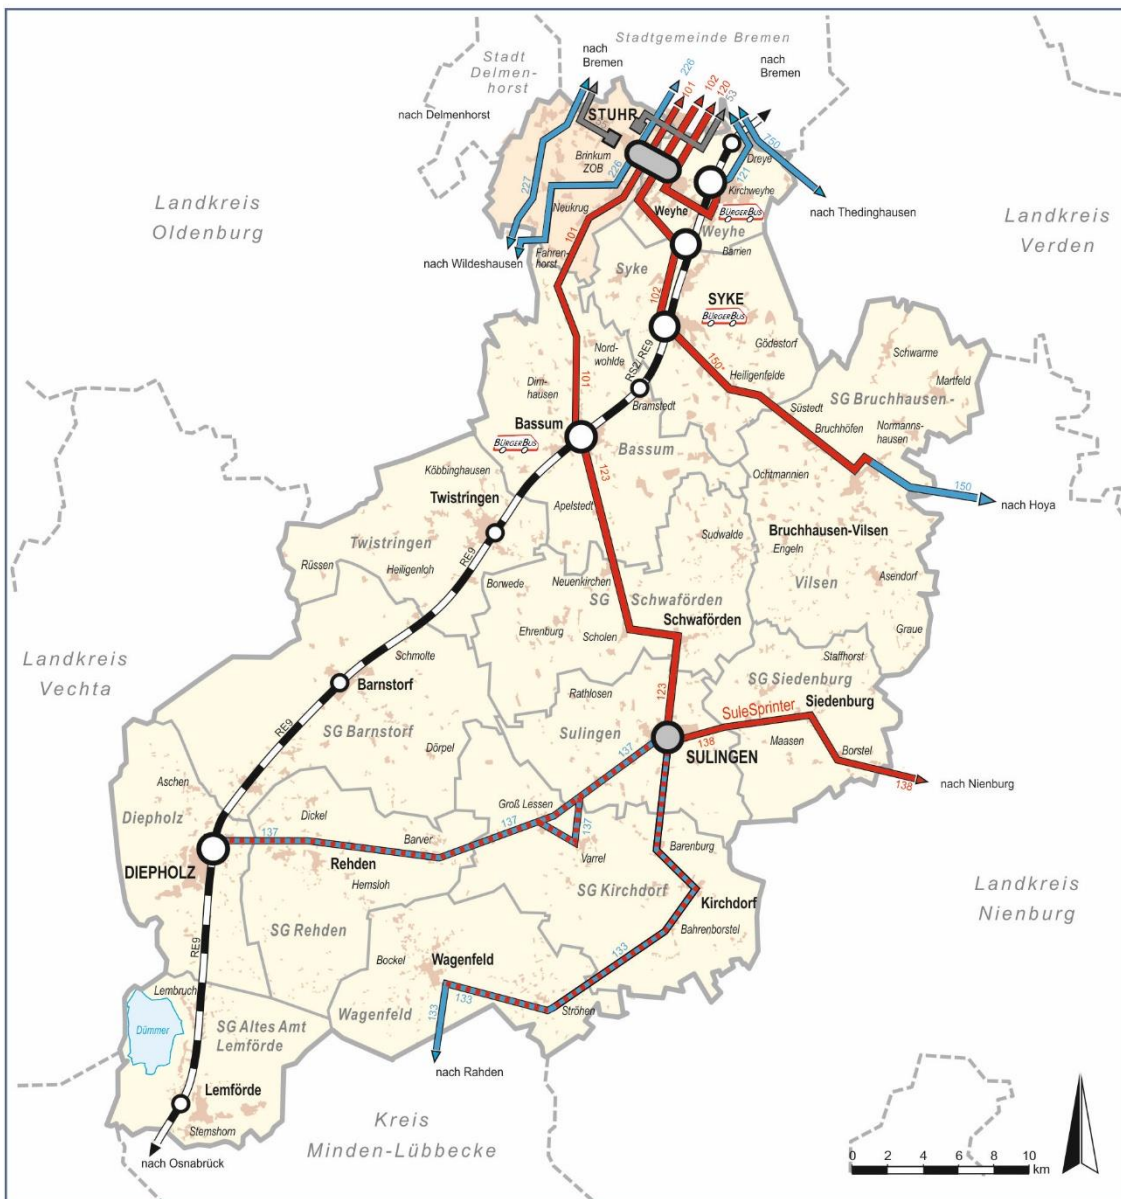 Stadtgemeinde Bremen
nach
Bremen
Stadt
Delmen-
horst
nach
Bremen
226
101
102
120
53
nach Delmenhorst
STUHR
750
Dreye
Brinkum
ZOB
226
227
121
Kirchweyhe
nach Thedinghausen
Landkreis
Oldenburg
Landkreis
Verden
Neukrug
Weyhe
BÜRGERBUS
Weyhe
101
nach Wildeshausen
Fahren-
horst
Barrien
Syke
102
SYKE
BÜRGERBUS
Nord-
wohlde
RS2, RE9
Gödestorf
150*
Heiligenfelde
Schwarme
Martfeld
SG Bruchhausen-
101
Bramstedt
Süstedt
Bruchhöfen
Normanns-
hausen
Bassum
BÜRGERBUS
Bassum
123
Köbbinghausen
Ochtmannien
150
nach Hoya
Twistringen
Apelstedt
Sudwalde
Bruchhausen-Vilsen
Engeln
Twistringen
RE9
Rüssen
Heiligenloh
Borwede
Neuenkirchen
SG Schwaförden
Vilsen
Asendorf
Ehrenburg
Scholen
Schwaförden
Graue
Landkreis
Vechta
Schmolte
Staffhorst
Barnstorf
Rathlosen
123
SG Siedenburg
Siedenburg
RE9
SG Barnstorf
Sulingen
SuleSprinter
137
138
Dörpel
SULINGEN
Maasen
Borstel
138
nach Nienburg
Aschen
Diepholz
Dickel
Groß Lessen
137
137
137
Barver
Varrel
Barenburg
DIEPHOLZ
Rehden
Hemsloh
SG Kirchdorf
Kirchdorf
Landkreis
Nienburg
SG Rehden
Bahrenborstel
RE9
Bockel
Wagenfeld
133
Lembruch
133
Ströhen
Wagenfeld
133
Dümmer
SG Altes Amt
Lemförde
nach Rahden
Lemförde
Kreis
Minden-Lübbecke
Stemshorn
nach Osnabrück
0 2 4 6 8 10
km